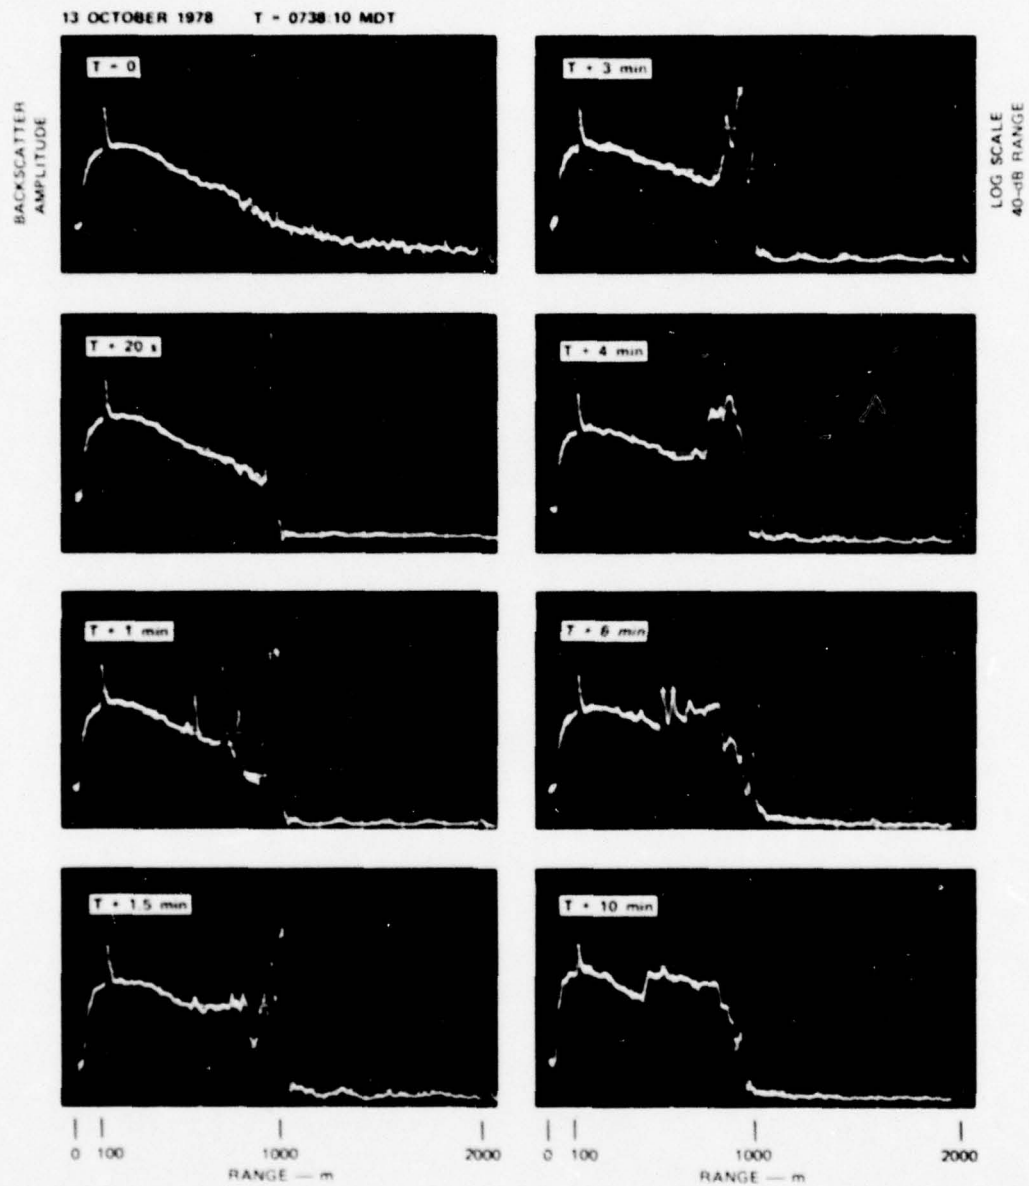 13 OCTOBER 1978 T - 0738:10 MDT
BACKSCATTER
AMPLITUDE
LOG SCALE
40-dB RANGE
T + 0
T + 3 min
T + 20 s
T + 4 min
T + 1 min
T + 6 min
T + 1.5 min
T + 10 min
0 100 1000 2000
RANGE — m
0 100 1000 2000
RANGE — m